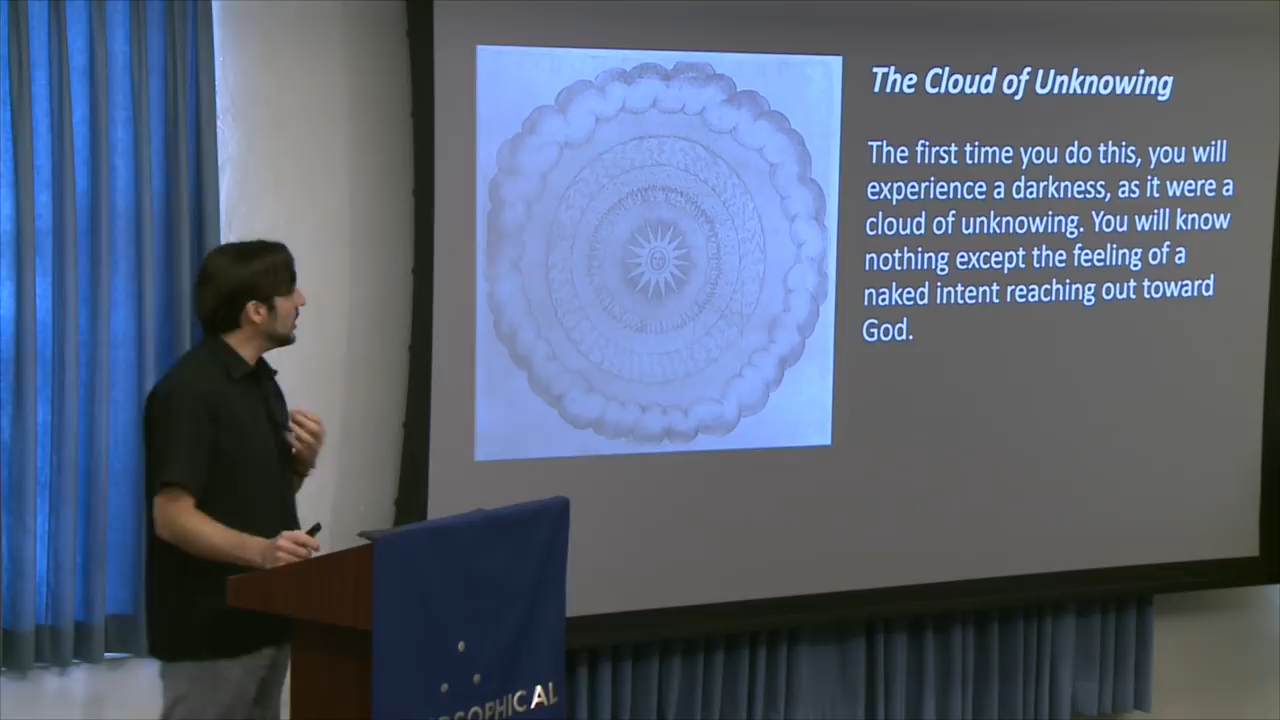 The Cloud of Unknowing
The first time you do this, you will
experience a darkness, as it were a
cloud of unknowing. You will know
nothing except the feeling of a
naked intent reaching out toward
God.
OSOPHICAL